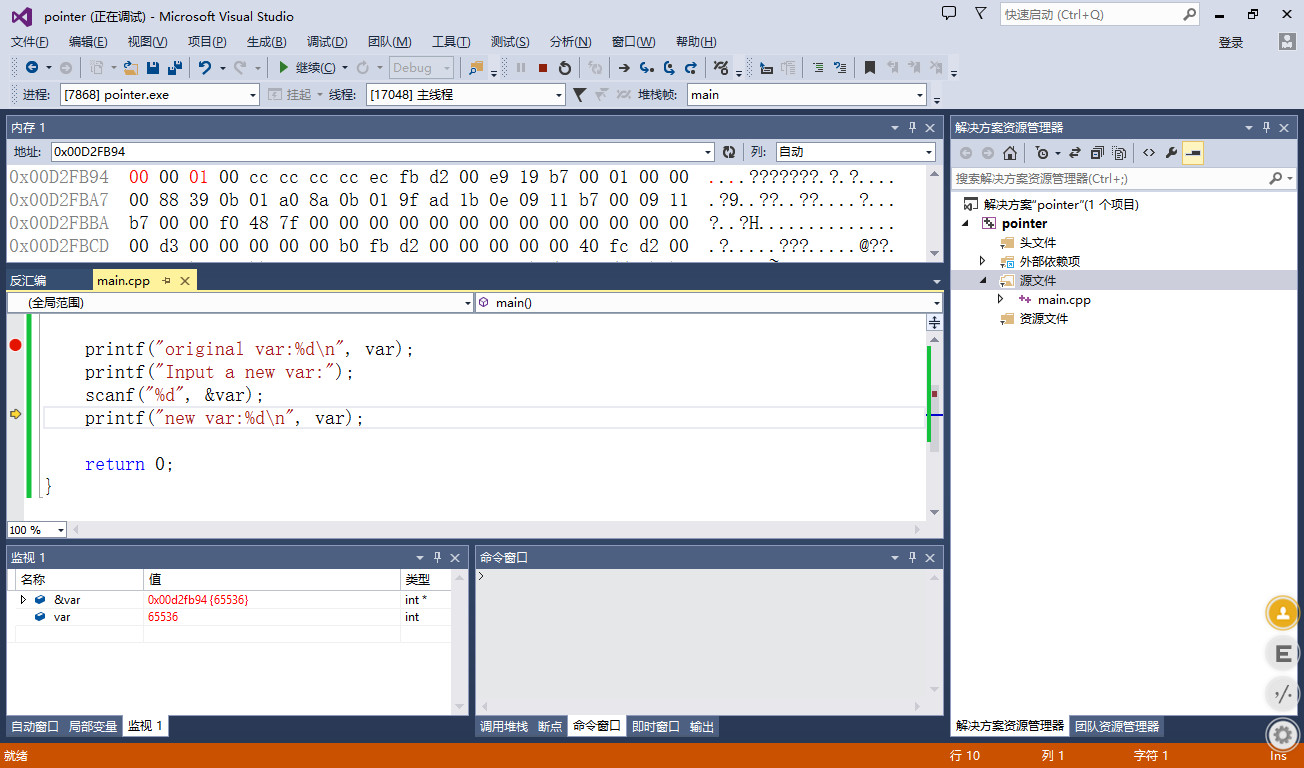 pointer (正在调试) - Microsoft Visual Studio
快速启动 (Ctrl+Q)
文件(F) 编辑(E) 视图(V) 项目(P) 生成(B) 调试(D) 团队(M) 工具(T) 测试(S) 分析(N) 窗口(W) 帮助(H) 登录
继续(C) Debug
进程: [7868] pointer.exe 挂起 线程: [17048] 主线程 堆栈帧: main
内存 1
地址: 0x00D2FB94 列: 自动
0x00D2FB94 00 00 01 00 cc cc cc cc ec fb d2 00 e9 19 b7 00 01 00 00 ....???????.?.?....
0x00D2FBA7 00 88 39 0b 01 a0 8a 0b 01 9f ad 1b 0e 09 11 b7 00 09 11 .?9..??..??....?...
0x00D2FBBA b7 00 00 f0 48 7f 00 00 00 00 00 00 00 00 00 00 00 00 00 ?..?H..............
0x00D2FBCD 00 d3 00 00 00 00 00 b0 fb d2 00 00 00 00 00 40 fc d2 00 .?.....???.....@??.
反汇编 main.cpp
(全局范围) main()
printf("original var:%d\n", var);
printf("Input a new var:");
scanf("%d", &var);
printf("new var:%d\n", var);
return 0;
}
100 %
监视 1
名称 值 类型
&var 0x00d2fb94 {65536} int *
var 65536 int
自动窗口 局部变量 监视 1
命令窗口
>
调用堆栈 断点 命令窗口 即时窗口 输出
解决方案资源管理器
搜索解决方案资源管理器(Ctrl+;)
解决方案"pointer"(1 个项目)
pointer
头文件
外部依赖项
源文件
main.cpp
资源文件
解决方案资源管理器 团队资源管理器
E
就绪 行 10 列 1 字符 1 Ins